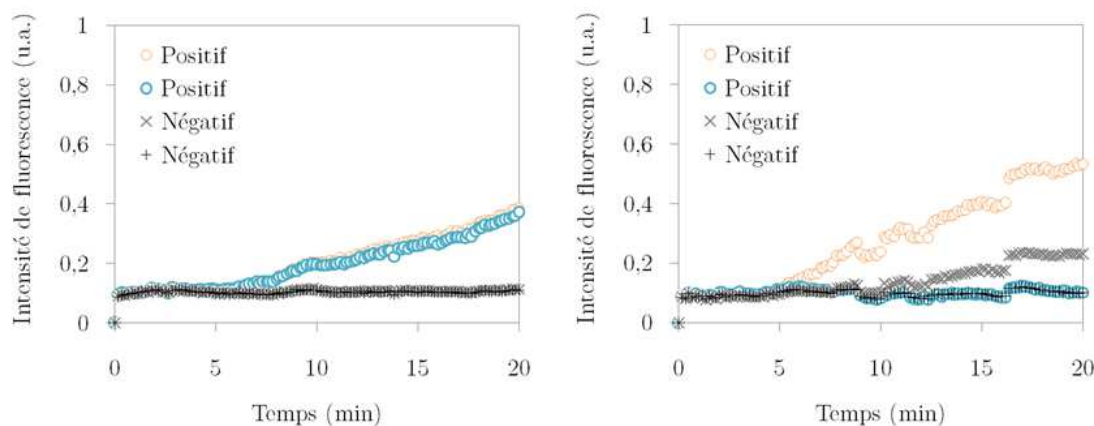 Intensité de fluorescence (u.a.)
1
0,8
0,6
0,4
0,2
0
Positif
Positif
Négatif
Négatif
0 5 10 15 20
Temps (min)
Intensité de fluorescence (u.a.)
1
0,8
0,6
0,4
0,2
0
Positif
Positif
Négatif
Négatif
0 5 10 15 20
Temps (min)